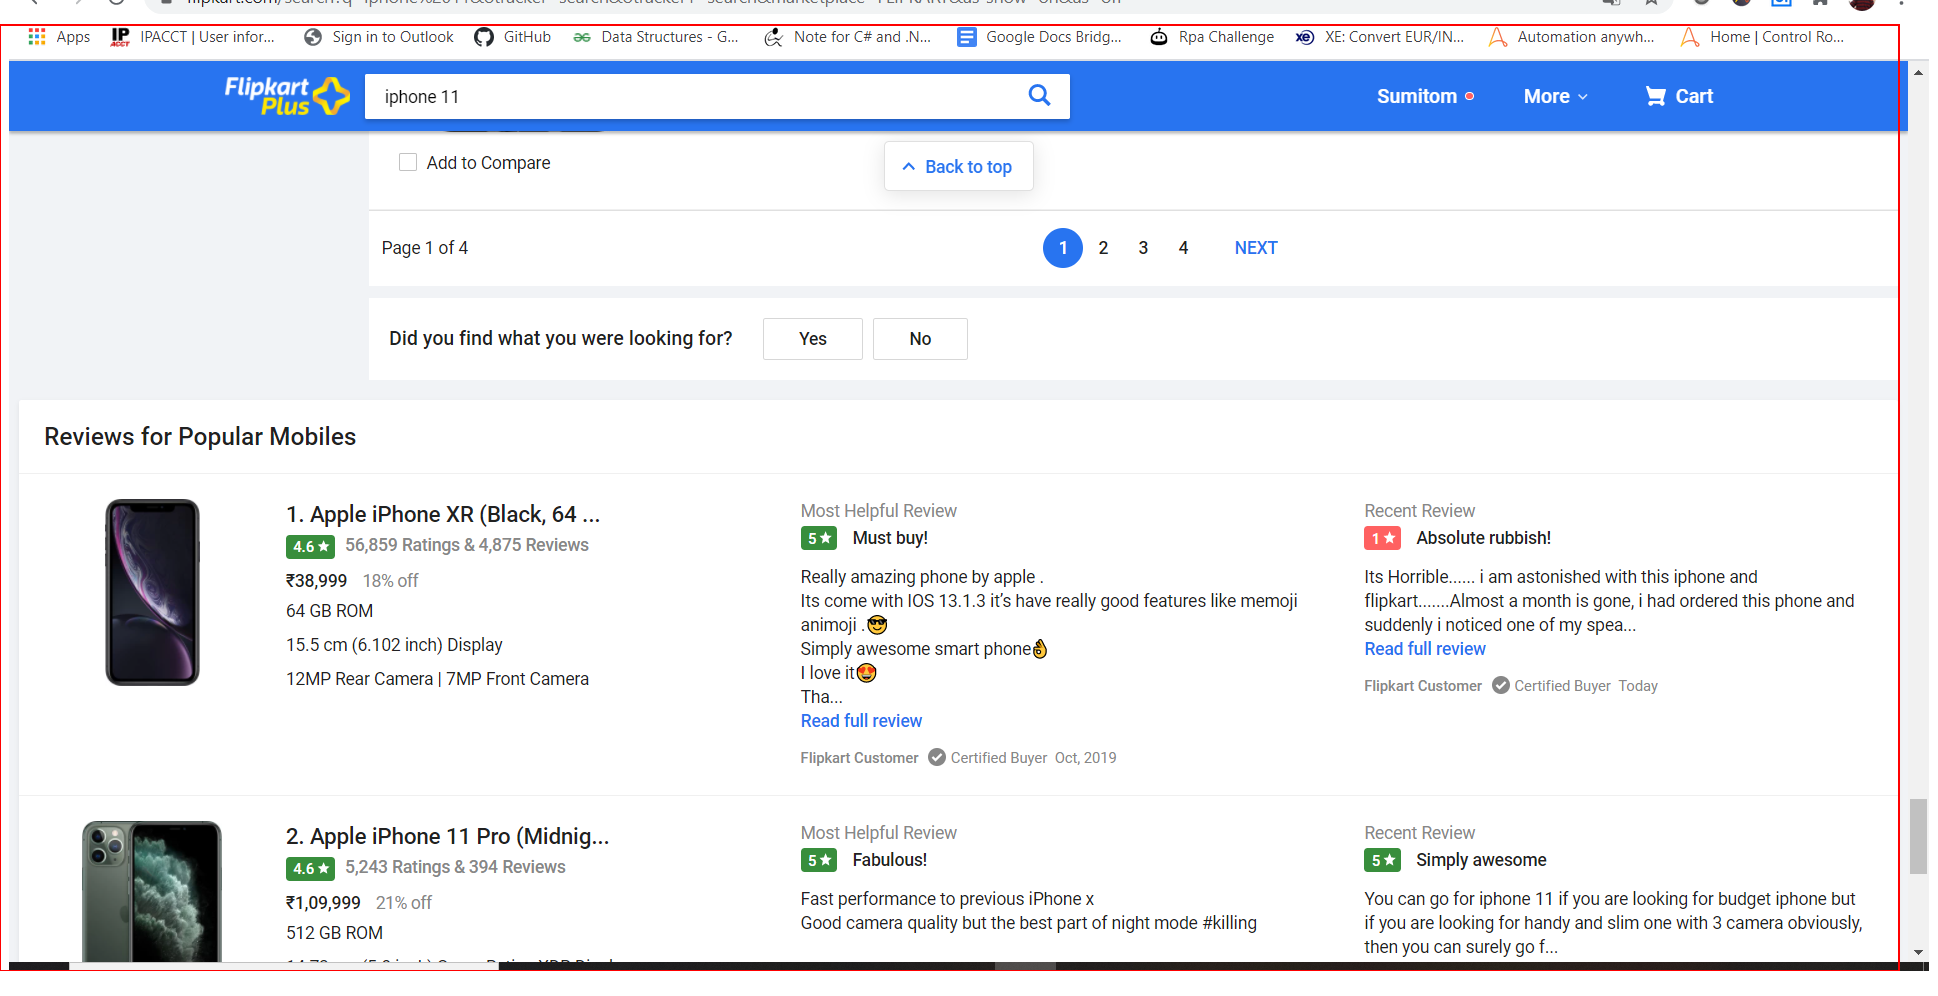 Apps IPACCT | User infor... Sign in to Outlook GitHub Data Structures - G... Note for C# and .N... Google Docs Bridg... Rpa Challenge XE: Convert EUR/IN... Automation anywh... Home | Control Ro...
Flipkart Plus
iphone 11
Sumitom More Cart
Add to Compare
Back to top
Page 1 of 4
1 2 3 4 NEXT
Did you find what you were looking for? Yes No
Reviews for Popular Mobiles
1. Apple iPhone XR (Black, 64 ...
4.6★ 56,859 Ratings & 4,875 Reviews
₹38,999 18% off
64 GB ROM
15.5 cm (6.102 inch) Display
12MP Rear Camera | 7MP Front Camera
Most Helpful Review
5★ Must buy!
Really amazing phone by apple .
Its come with IOS 13.1.3 it’s have really good features like memoji
animoji .😎
Simply awesome smart phone👌
I love it😍
Tha...
Read full review
Flipkart Customer Certified Buyer Oct, 2019
Recent Review
1★ Absolute rubbish!
Its Horrible...... i am astonished with this iphone and
flipkart.......Almost a month is gone, i had ordered this phone and
suddenly i noticed one of my spea...
Read full review
Flipkart Customer Certified Buyer Today
2. Apple iPhone 11 Pro (Midnig...
4.6★ 5,243 Ratings & 394 Reviews
₹1,09,999 21% off
512 GB ROM
Most Helpful Review
5★ Fabulous!
Fast performance to previous iPhone x
Good camera quality but the best part of night mode #killing
Recent Review
5★ Simply awesome
You can go for iphone 11 if you are looking for budget iphone but
if you are looking for handy and slim one with 3 camera obviously,
then you can surely go f...